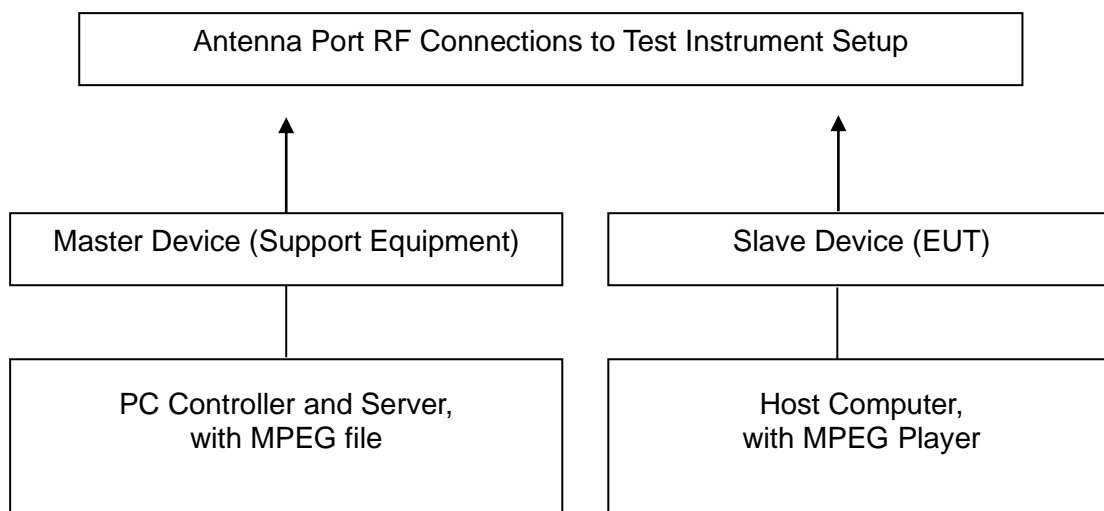 Antenna Port RF Connections to Test Instrument Setup
Master Device (Support Equipment)
Slave Device (EUT)
PC Controller and Server,
with MPEG file
Host Computer,
with MPEG Player